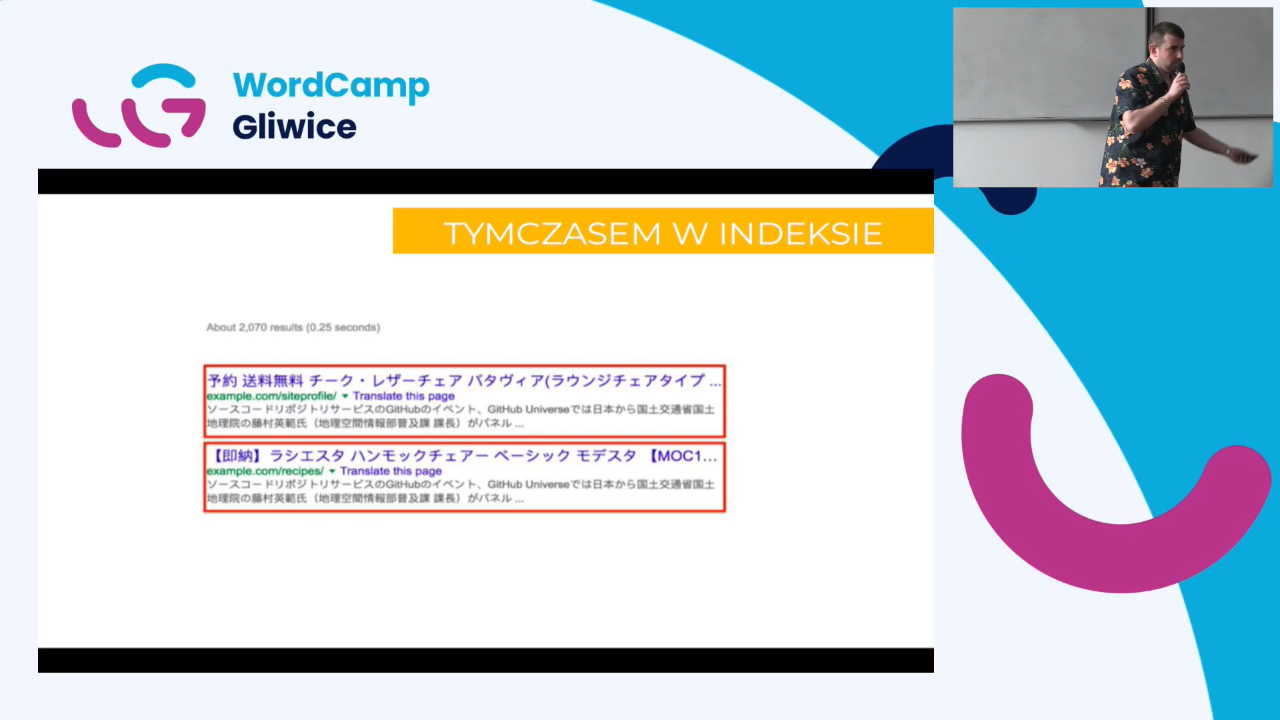 WordCamp
Gliwice
TYMCZASEM W INDEKSIE
About 2,070 results (0.25 seconds)
予約 送料無料 チーク・レザーチェア バタヴィア(ラウンジチェアタイプ ...
example.com/siteprofile/ ▾ Translate this page
ソースコードリポジトリサービスのGitHubのイベント、GitHub Universeでは日本から国土交通省国土
地理院の藤村英範氏（地理空間情報部普及課 課長）がパネル ...
【即納】ラシエスタ ハンモックチェアー ベーシック モデスタ 【MOC1...
example.com/recipes/ ▾ Translate this page
ソースコードリポジトリサービスのGitHubのイベント、GitHub Universeでは日本から国土交通省国土
地理院の藤村英範氏（地理空間情報部普及課 課長）がパネル ...